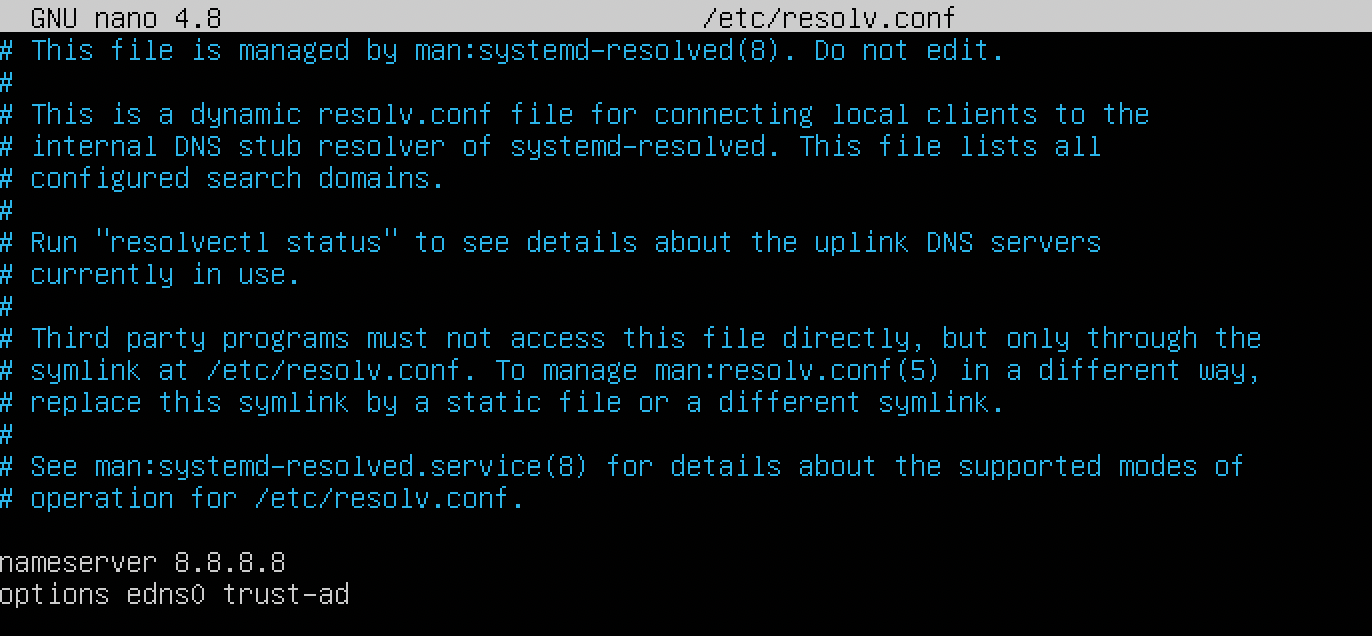 GNU nano 4.8 /etc/resolv.conf
# This file is managed by man:systemd-resolved(8). Do not edit.
#
# This is a dynamic resolv.conf file for connecting local clients to the
# internal DNS stub resolver of systemd-resolved. This file lists all
# configured search domains.
#
# Run "resolvectl status" to see details about the uplink DNS servers
# currently in use.
#
# Third party programs must not access this file directly, but only through the
# symlink at /etc/resolv.conf. To manage man:resolv.conf(5) in a different way,
# replace this symlink by a static file or a different symlink.
#
# See man:systemd-resolved.service(8) for details about the supported modes of
# operation for /etc/resolv.conf.
nameserver 8.8.8.8
options edns0 trust-ad